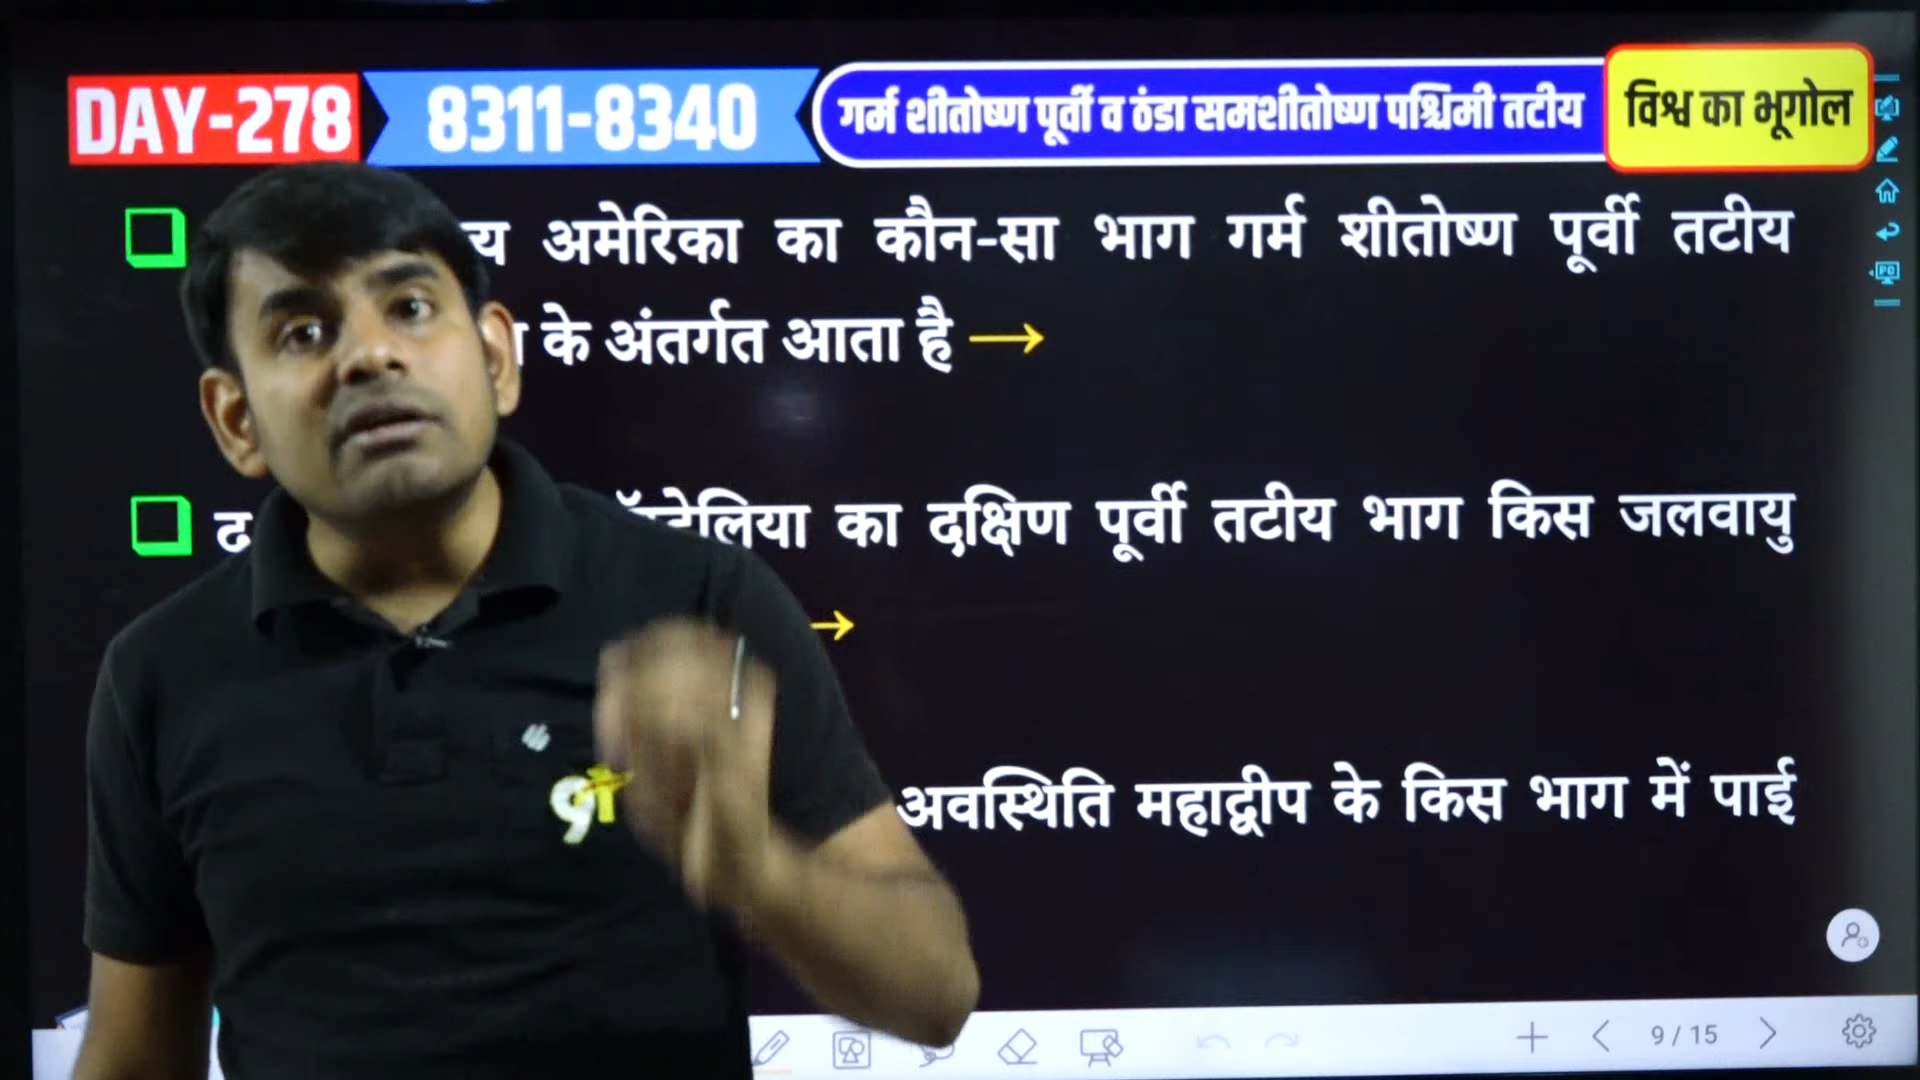 DAY-278 8311-8340 गर्म शीतोष्ण पूर्वी व ठंडा समशीतोष्ण पश्चिमी तटीय विश्व का भूगोल
अमेरिका का कौन-सा भाग गर्म शीतोष्ण पूर्वी तटीय
के अंतर्गत आता है →
का दक्षिण पूर्वी तटीय भाग किस जलवायु
→
अवस्थिति महाद्वीप के किस भाग में पाई
9 / 15